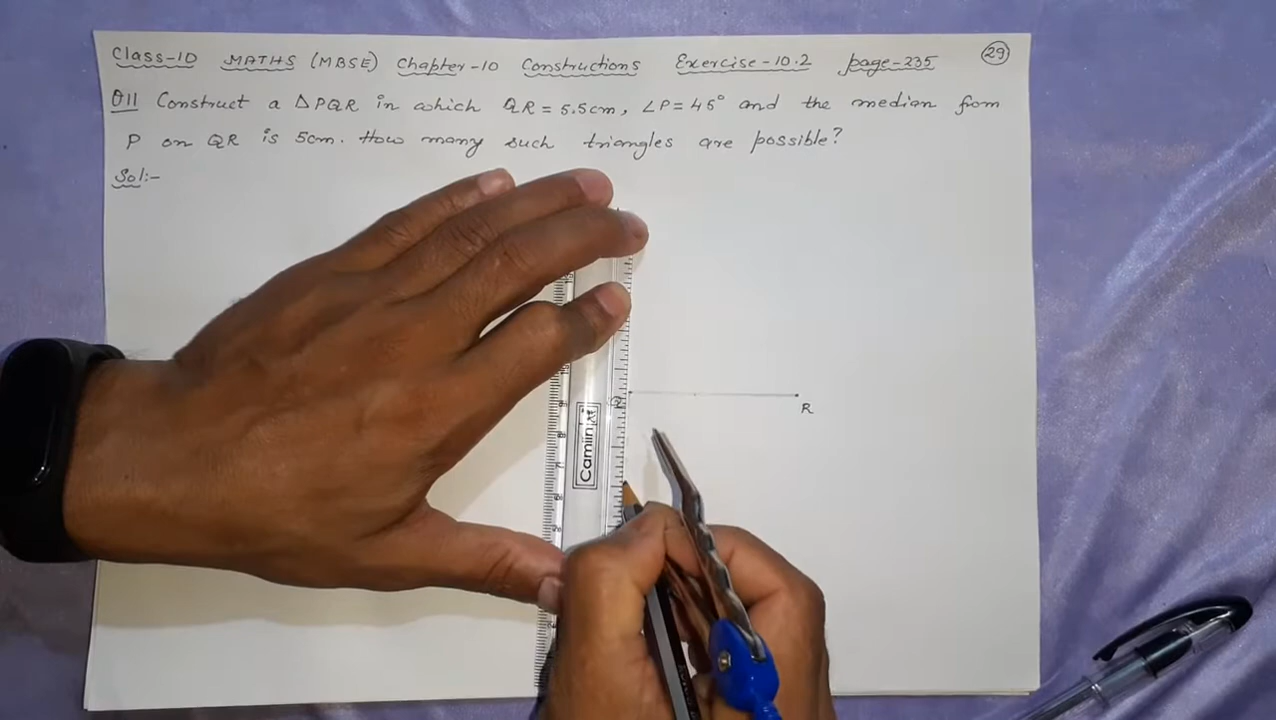 Class-10 MATHS (MBSE) Chapter-10 Constructions Exercise-10.2 page-235 29
Q11 Construct a △PQR in which QR = 5.5cm, ∠P = 45° and the median from
P on QR is 5cm. How many such triangles are possible?
Sol:-
Q
R
Camlin